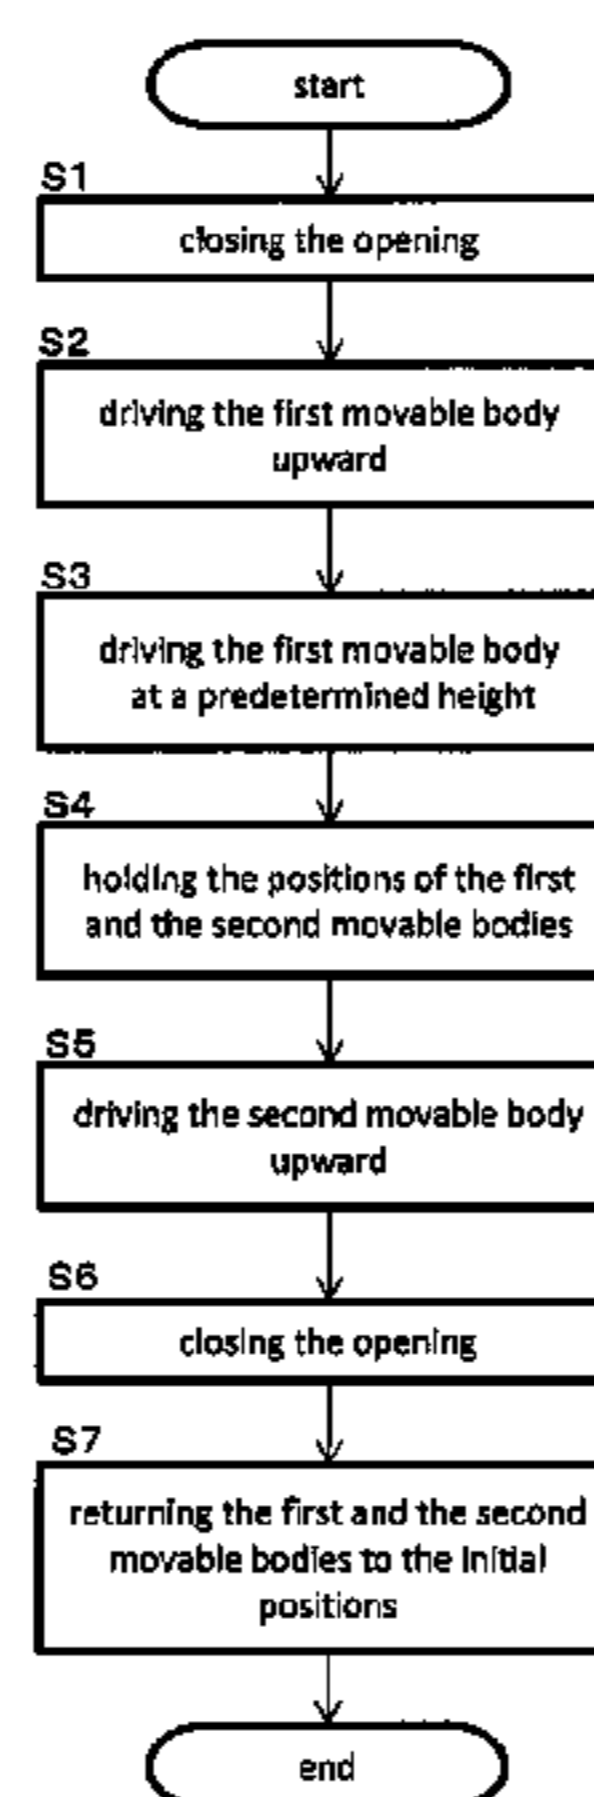 start
S1
closing the opening
S2
driving the first movable body
upward
S3
driving the first movable body
at a predetermined height
S4
holding the positions of the first
and the second movable bodies
S5
driving the second movable body
upward
S6
closing the opening
S7
returning the first and the second
movable bodies to the initial
positions
end